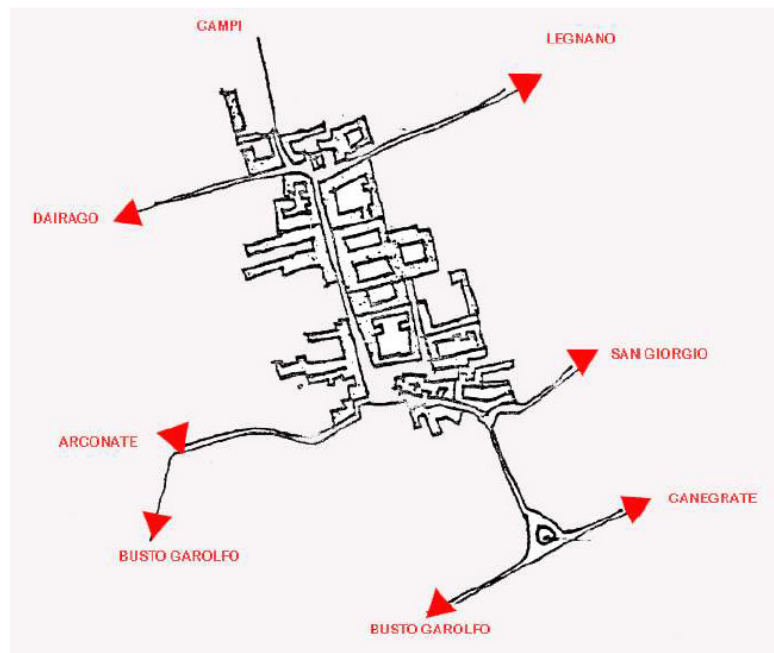 CAMPI
LEGNANO
DAIRAGO
SAN GIORGIO
ARCONATE
CANEGRATE
BUSTO GAROLFO
BUSTO GAROLFO